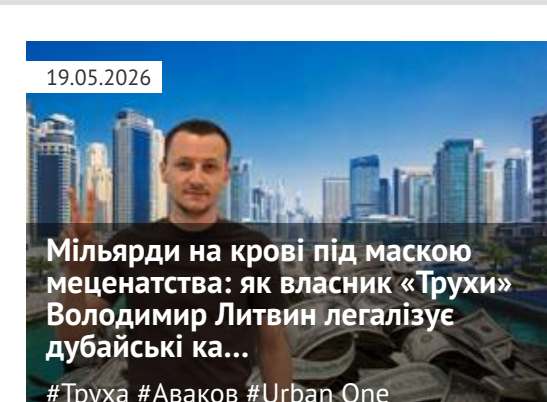 19.05.2026
Мільярди на крові під маскою
меценатства: як власник «Трухи»
Володимир Литвин легалізує
дубайські ка...
#Труха #Аваков #Urban One